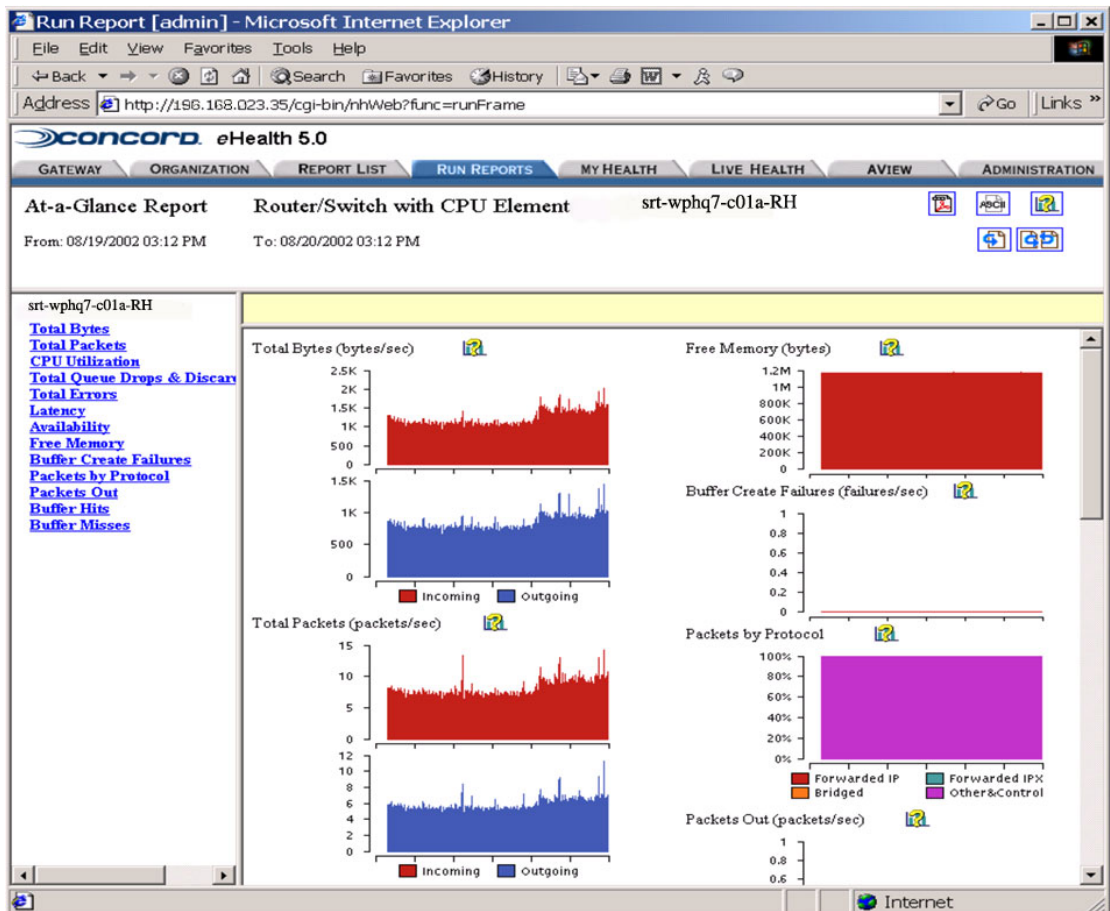 Run Report [admin] - Microsoft Internet Explorer
File Edit View Favorites Tools Help
Back Search Favorites History
Address http://196.168.023.35/cgi-bin/nhWeb?func=runFrame Go Links »
concord eHealth 5.0
GATEWAY ORGANIZATION REPORT LIST RUN REPORTS MY HEALTH LIVE HEALTH AVIEW ADMINISTRATION
At-a-Glance Report Router/Switch with CPU Element srt-wphq7-c01a-RH
ASCII
From: 08/19/2002 03:12 PM To: 08/20/2002 03:12 PM
srt-wphq7-c01a-RH
Total Bytes
Total Packets
CPU Utilization
Total Queue Drops & Discar
Total Errors
Latency
Availability
Free Memory
Buffer Create Failures
Packets by Protocol
Packets Out
Buffer Hits
Buffer Misses
Total Bytes (bytes/sec)
2.5K
2K
1.5K
1K
500
0
1.5K
1K
500
0
Incoming Outgoing
Total Packets (packets/sec)
15
10
5
0
12
10
8
6
4
2
0
Incoming Outgoing
Free Memory (bytes)
1.2M
1M
800K
600K
400K
200K
0
Buffer Create Failures (failures/sec)
1
0.8
0.6
0.4
0.2
0
Packets by Protocol
100%
80%
60%
40%
20%
0%
Forwarded IP Forwarded IPX
Bridged Other&Control
Packets Out (packets/sec)
1
0.8
0.6
Internet